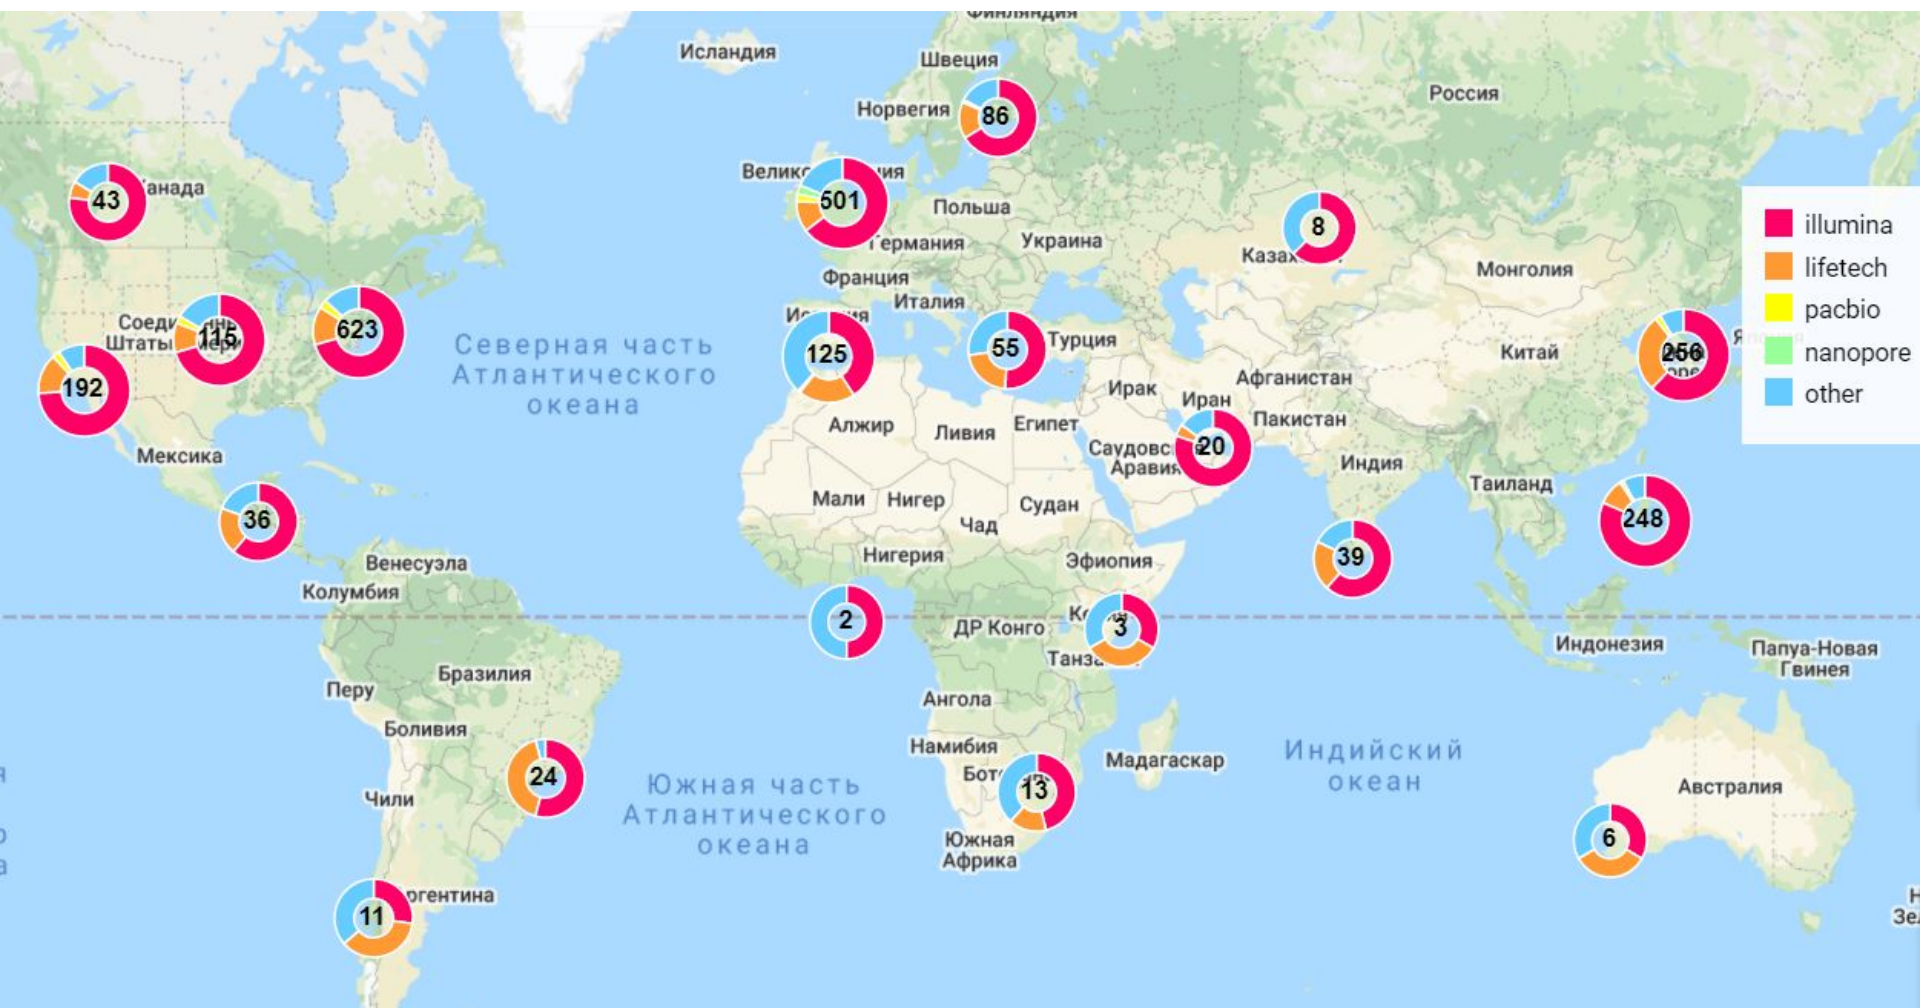 Финляндия
Исландия
Швеция
Россия
Норвегия
86
43
501
Польша
8
illumina
Германия
Украина
lifetech
Монголия
Франция
Италия
pacbio
623
115
Штаты
Северная часть
Атлантического
океана
125
55
Турция
Китай
256
nanopore
192
Ирак
Афганистан
Иран
other
Алжир
Ливия
Египет
Пакистан
20
Мексика
Индия
Таиланд
Мали
Нигер
Судан
36
Чад
248
Венесуэла
Нигерия
Эфиопия
39
Колумбия
2
ДР Конго
3
Индонезия
Папуа-Новая
Гвинея
Бразилия
Перу
Ангола
Боливия
Намибия
Мадагаскар
Индийский
океан
24
Южная часть
Атлантического
океана
13
Австралия
Чили
6
Южная
Африка
11